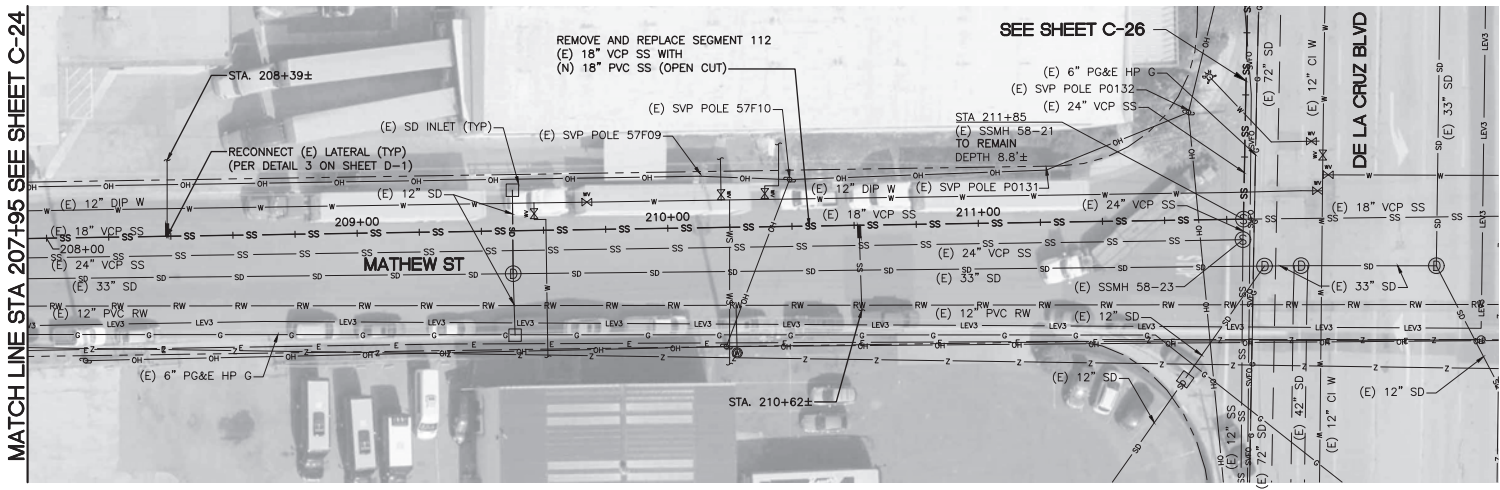 MATCH LINE STA 207+95 SEE SHEET C-24
STA. 208+39±
RECONNECT (E) LATERAL (TYP)
(PER DETAIL 3 ON SHEET D-1)
(E) SD INLET (TYP)
(E) 12" SD
REMOVE AND REPLACE SEGMENT 112
(E) 18" VCP SS WITH
(N) 18" PVC SS (OPEN CUT)
(E) SVP POLE 57F10
(E) SVP POLE 57F09
SEE SHEET C-26
(E) 6" PG&E HP G
(E) SVP POLE P0132
(E) 24" VCP SS
STA 211+85
(E) SSMH 58-21
TO REMAIN
DEPTH 8.8'±
(E) 72" SD
(E) 12" CI W
DE LA CRUZ BLVD
(E) 33" SD
(E) 12" DIP W
(E) 12" DIP W
(E) SVP POLE P0131
(E) 24" VCP SS
(E) 18" VCP SS
(E) 18" VCP SS
(E) 18" VCP SS
208+00
209+00
210+00
211+00
(E) 24" VCP SS
(E) 24" VCP SS
MATHEW ST
(E) 33" SD
(E) 33" SD
(E) SSMH 58-23
(E) 33" SD
(E) 12" PVC RW
(E) 12" PVC RW
(E) 12" SD
(E) 6" PG&E HP G
STA. 210+62±
(E) 12" SD
(E) 12" SS
(E) 72" SD
(E) 42" SD
(E) 12" CI W
(E) 12" SD